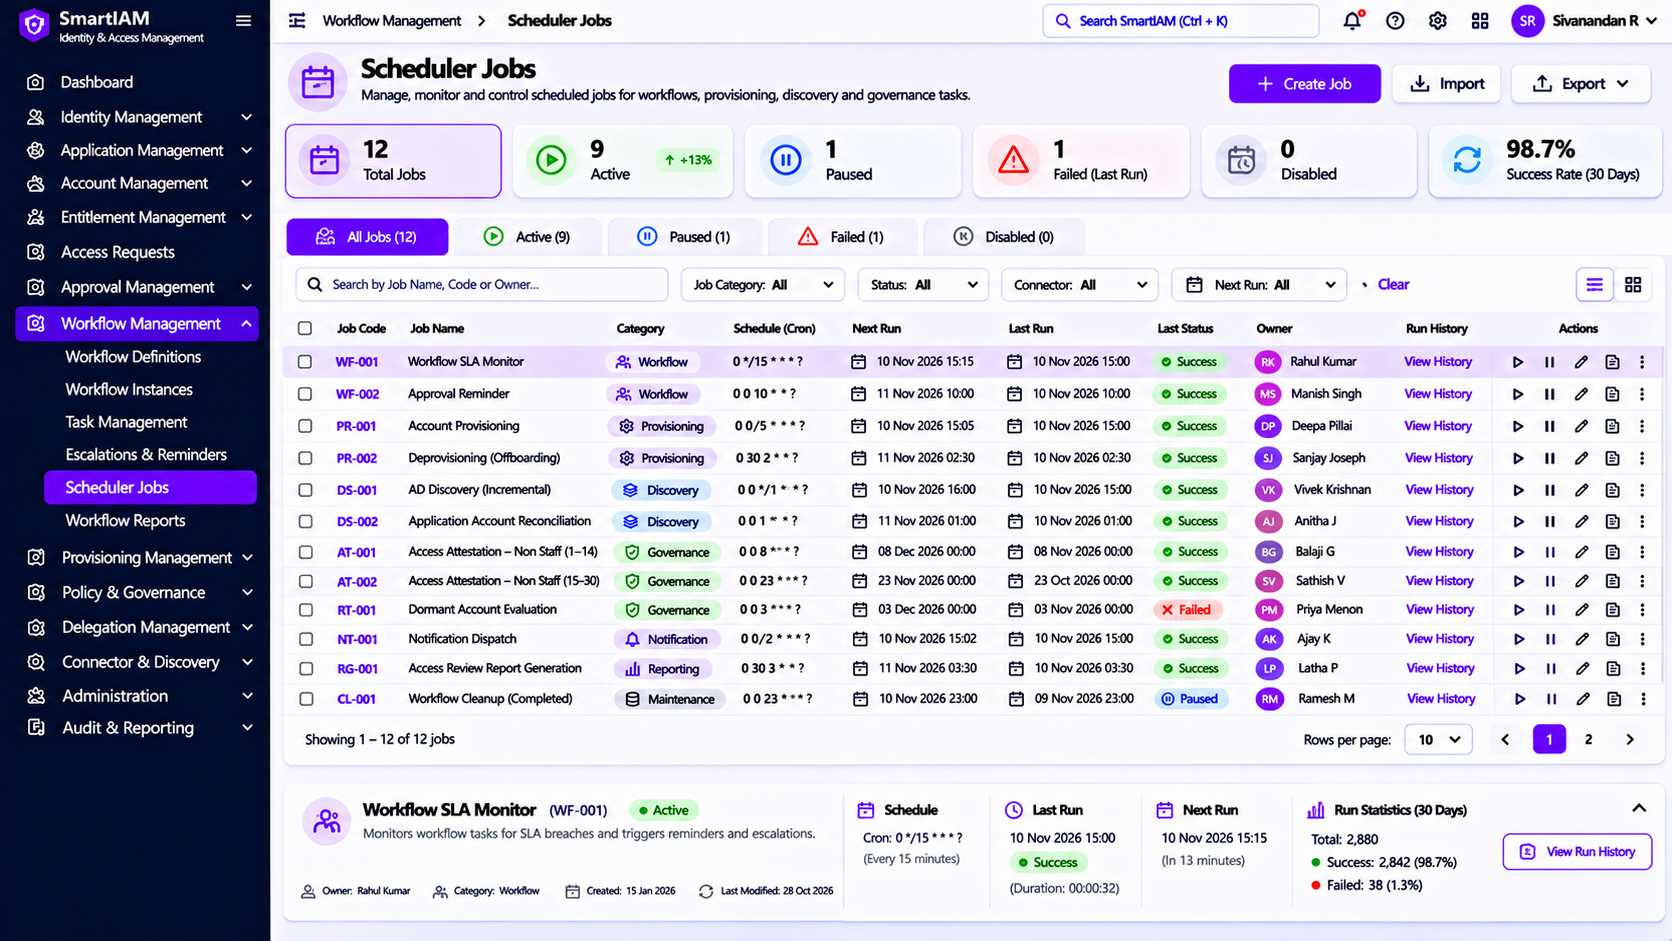 SmartIAM
Identity & Access Management
Dashboard
Identity Management
Application Management
Account Management
Entitlement Management
Access Requests
Approval Management
Workflow Management
Workflow Definitions
Workflow Instances
Task Management
Escalations & Reminders
Scheduler Jobs
Workflow Reports
Provisioning Management
Policy & Governance
Delegation Management
Connector & Discovery
Administration
Audit & Reporting
Workflow Management > Scheduler Jobs
Search SmartIAM (Ctrl + K)
SR Sivanandan R
Scheduler Jobs
Manage, monitor and control scheduled jobs for workflows, provisioning, discovery and governance tasks.
+ Create Job
Import
Export
12
Total Jobs
9
Active
↑ +13%
1
Paused
1
Failed (Last Run)
0
Disabled
98.7%
Success Rate (30 Days)
All Jobs (12)
Active (9)
Paused (1)
Failed (1)
Disabled (0)
Search by Job Name, Code or Owner...
Job Category: All
Status: All
Connector: All
Next Run: All
Clear
Job Code Job Name Category Schedule (Cron) Next Run Last Run Last Status Owner Run History Actions
WF-001 Workflow SLA Monitor Workflow 0 */15 * * * ? 10 Nov 2026 15:15 10 Nov 2026 15:00 Success RK Rahul Kumar View History
WF-002 Approval Reminder Workflow 0 0 10 * * ? 11 Nov 2026 10:00 10 Nov 2026 10:00 Success MS Manish Singh View History
PR-001 Account Provisioning Provisioning 0 0/5 * * * ? 10 Nov 2026 15:05 10 Nov 2026 15:00 Success DP Deepa Pillai View History
PR-002 Deprovisioning (Offboarding) Provisioning 0 30 2 * * ? 11 Nov 2026 02:30 10 Nov 2026 02:30 Success SJ Sanjay Joseph View History
DS-001 AD Discovery (Incremental) Discovery 0 0 */1 * * ? 10 Nov 2026 16:00 10 Nov 2026 15:00 Success VK Vivek Krishnan View History
DS-002 Application Account Reconciliation Discovery 0 0 1 * * ? 11 Nov 2026 01:00 10 Nov 2026 01:00 Success AJ Anitha J View History
AT-001 Access Attestation – Non Staff (1–14) Governance 0 0 8 * * * ? 08 Dec 2026 00:00 08 Nov 2026 00:00 Success BG Balaji G View History
AT-002 Access Attestation – Non Staff (15–30) Governance 0 0 23 * * * ? 23 Nov 2026 00:00 23 Oct 2026 00:00 Success SV Sathish V View History
RT-001 Dormant Account Evaluation Governance 0 0 3 * * * ? 03 Dec 2026 00:00 03 Nov 2026 00:00 Failed PM Priya Menon View History
NT-001 Notification Dispatch Notification 0 0/2 * * * ? 10 Nov 2026 15:02 10 Nov 2026 15:00 Success AK Ajay K View History
RG-001 Access Review Report Generation Reporting 0 30 3 * * ? 11 Nov 2026 03:30 10 Nov 2026 03:30 Success LP Latha P View History
CL-001 Workflow Cleanup (Completed) Maintenance 0 0 23 * * * ? 10 Nov 2026 23:00 09 Nov 2026 23:00 Paused RM Ramesh M View History
Showing 1 – 12 of 12 jobs
Rows per page: 10
1 2
Workflow SLA Monitor (WF-001) Active
Monitors workflow tasks for SLA breaches and triggers reminders and escalations.
Owner: Rahul Kumar
Category: Workflow
Created: 15 Jan 2026
Last Modified: 28 Oct 2026
Schedule
Cron: 0 */15 * * * ?
(Every 15 minutes)
Last Run
10 Nov 2026 15:00
Success
(Duration: 00:00:32)
Next Run
10 Nov 2026 15:15
(In 13 minutes)
Run Statistics (30 Days)
Total: 2,880
Success: 2,842 (98.7%)
Failed: 38 (1.3%)
View Run History